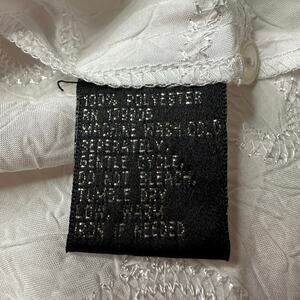 100% POLYESTER
RN 138905
MACHINE WASH COLD
SEPERATELY,
GENTLE CYCLE,
DO NOT BLEACH,
TUMBLE DRY
LOW, WARM
IRON IF NEEDED